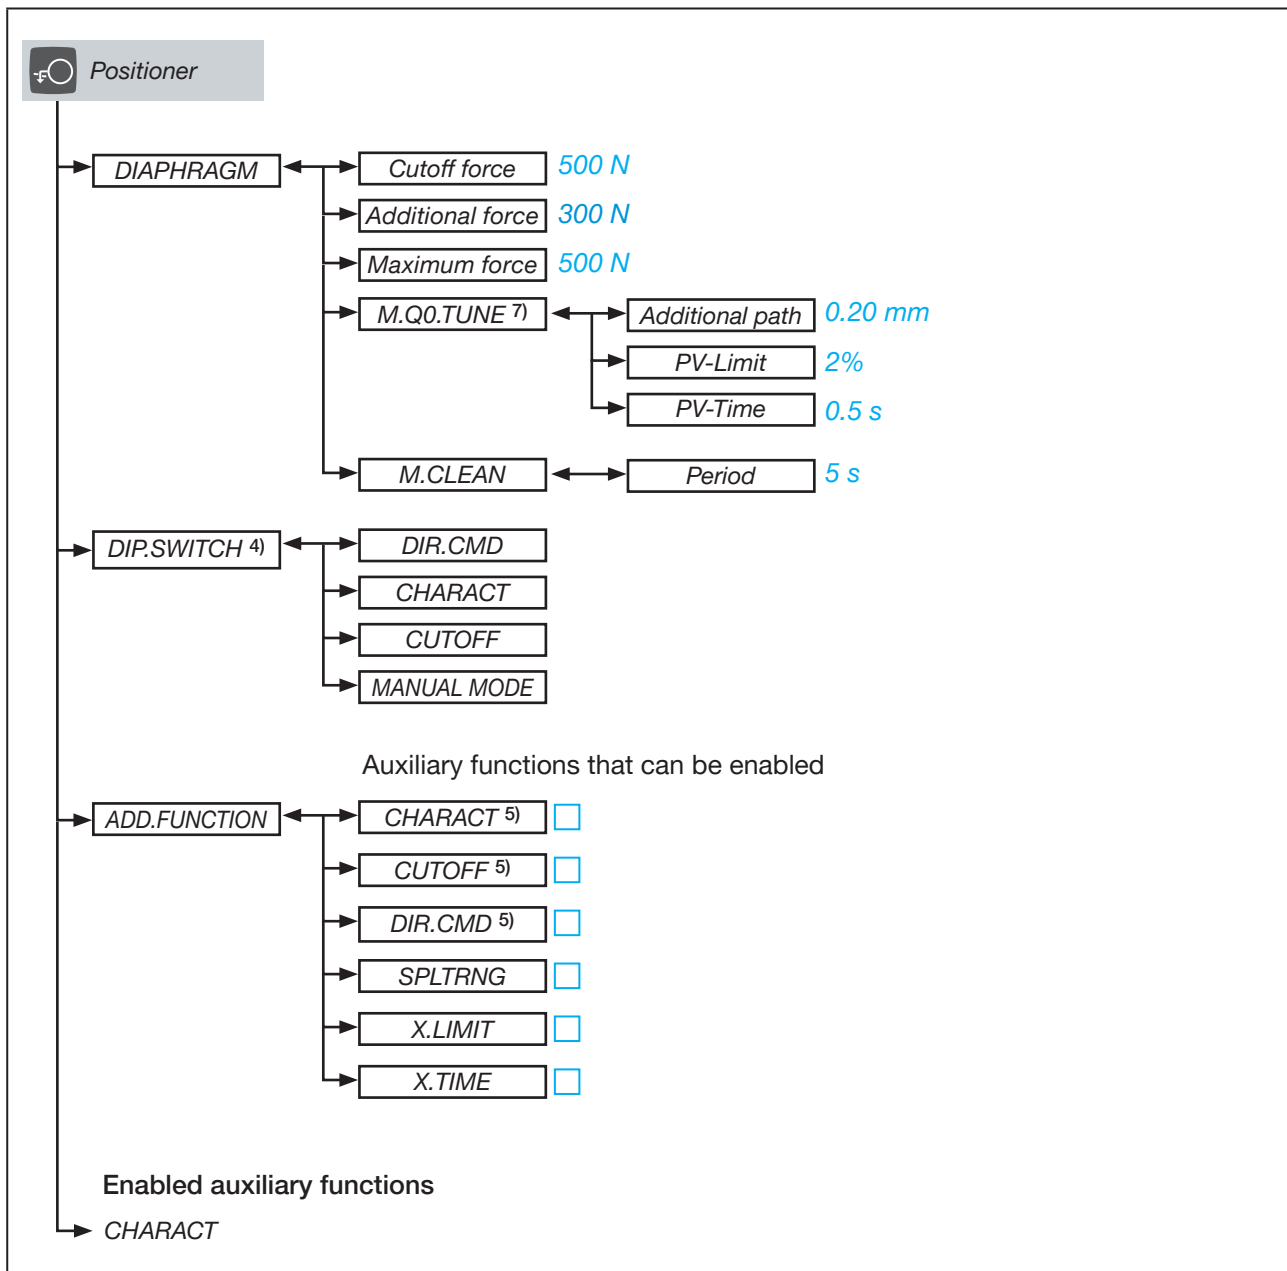 Positioner
DIAPHRAGM
Cutoff force 500 N
Additional force 300 N
Maximum force 500 N
M.Q0.TUNE 7)
Additional path 0.20 mm
PV-Limit 2%
PV-Time 0.5 s
M.CLEAN
Period 5 s
DIP.SWITCH 4)
DIR.CMD
CHARACT
CUTOFF
MANUAL MODE
Auxiliary functions that can be enabled
ADD.FUNCTION
CHARACT 5)
CUTOFF 5)
DIR.CMD 5)
SPLTRNG
X.LIMIT
X.TIME
Enabled auxiliary functions
CHARACT